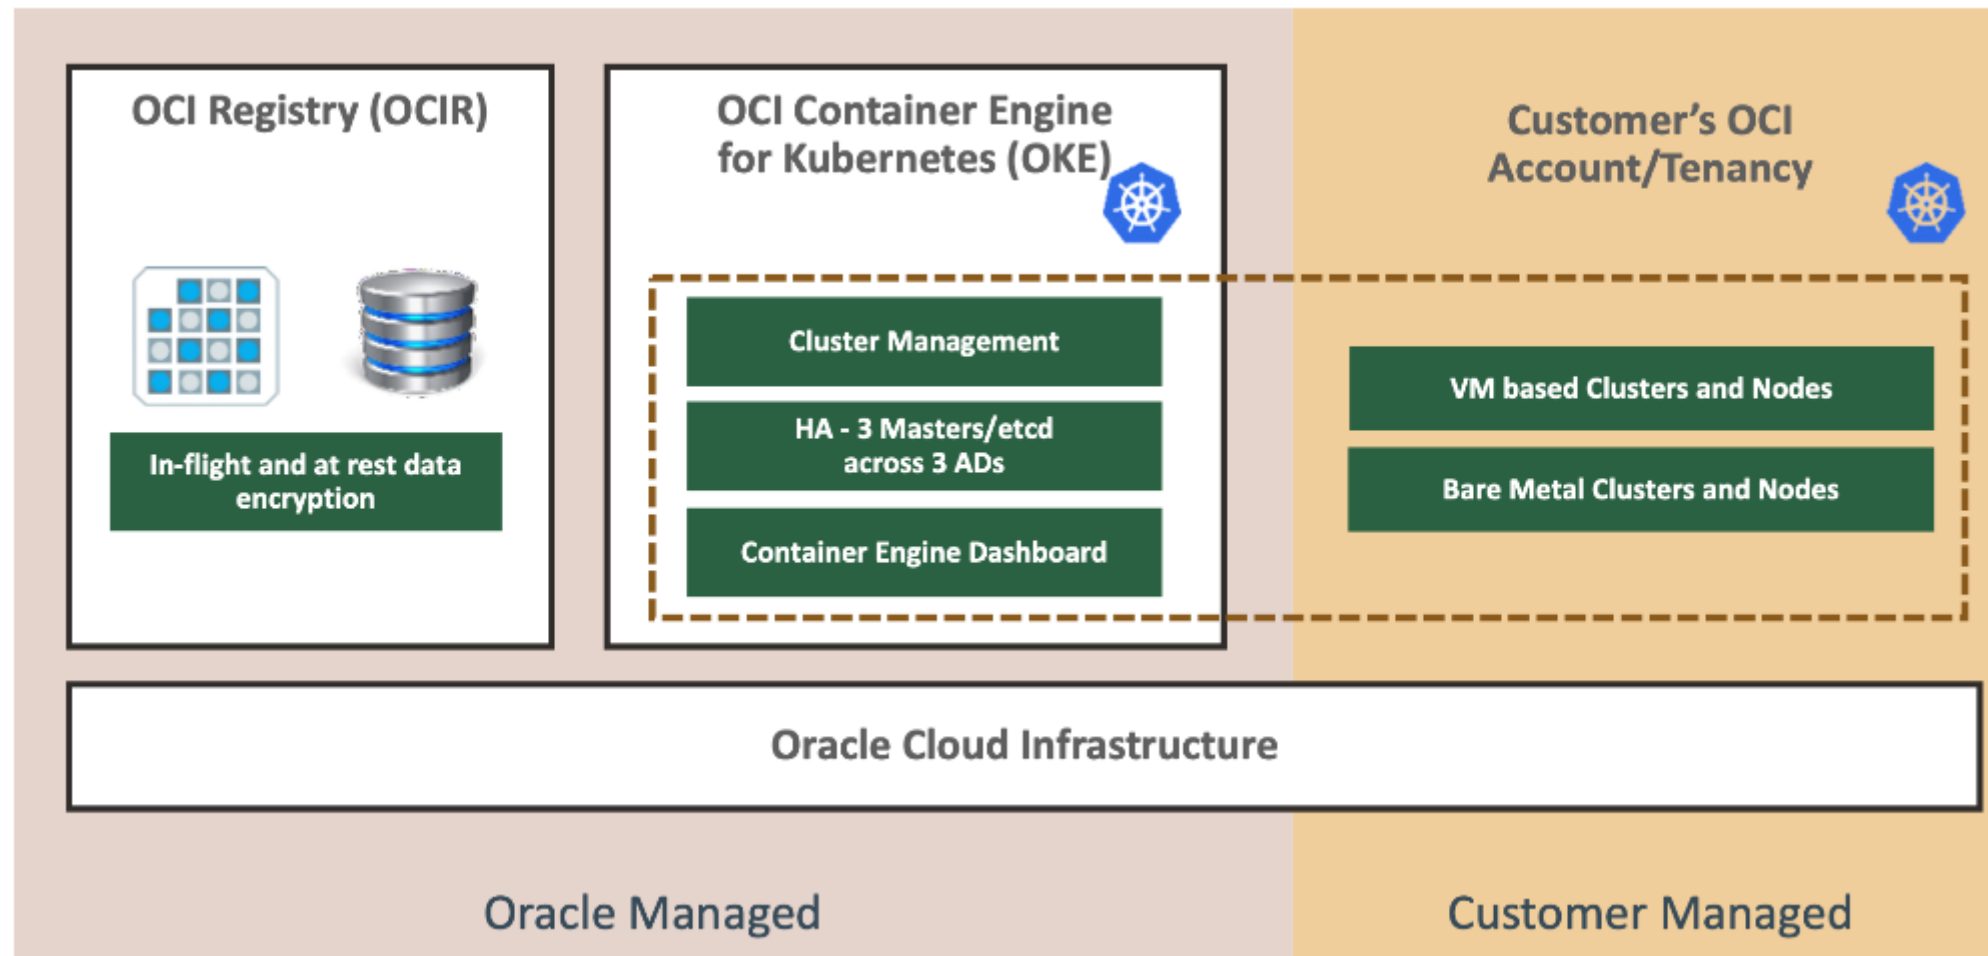 OCI Registry (OCIR)
In-flight and at rest data
encryption
OCI Container Engine
for Kubernetes (OKE)
Cluster Management
HA - 3 Masters/etcd
across 3 ADs
Container Engine Dashboard
Customer’s OCI
Account/Tenancy
VM based Clusters and Nodes
Bare Metal Clusters and Nodes
Oracle Cloud Infrastructure
Oracle Managed
Customer Managed